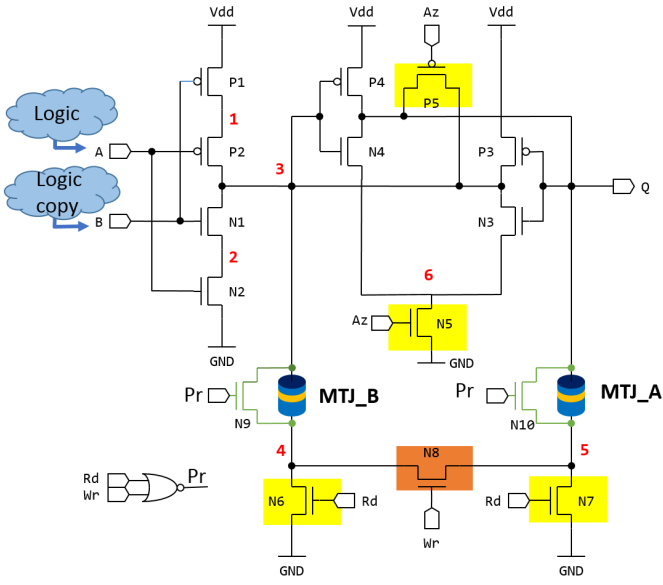 Vdd
Vdd
Az
Vdd
P1
P4
P5
Logic
1
A
P2
3
N4
P3
Q
Logic
copy
B
N1
N3
2
6
N2
Az
N5
GND
GND
Pr
N9
MTJ_B
Pr
N10
MTJ_A
4
N8
5
Rd
Wr
Pr
N6
Rd
Rd
N7
Wr
GND
GND